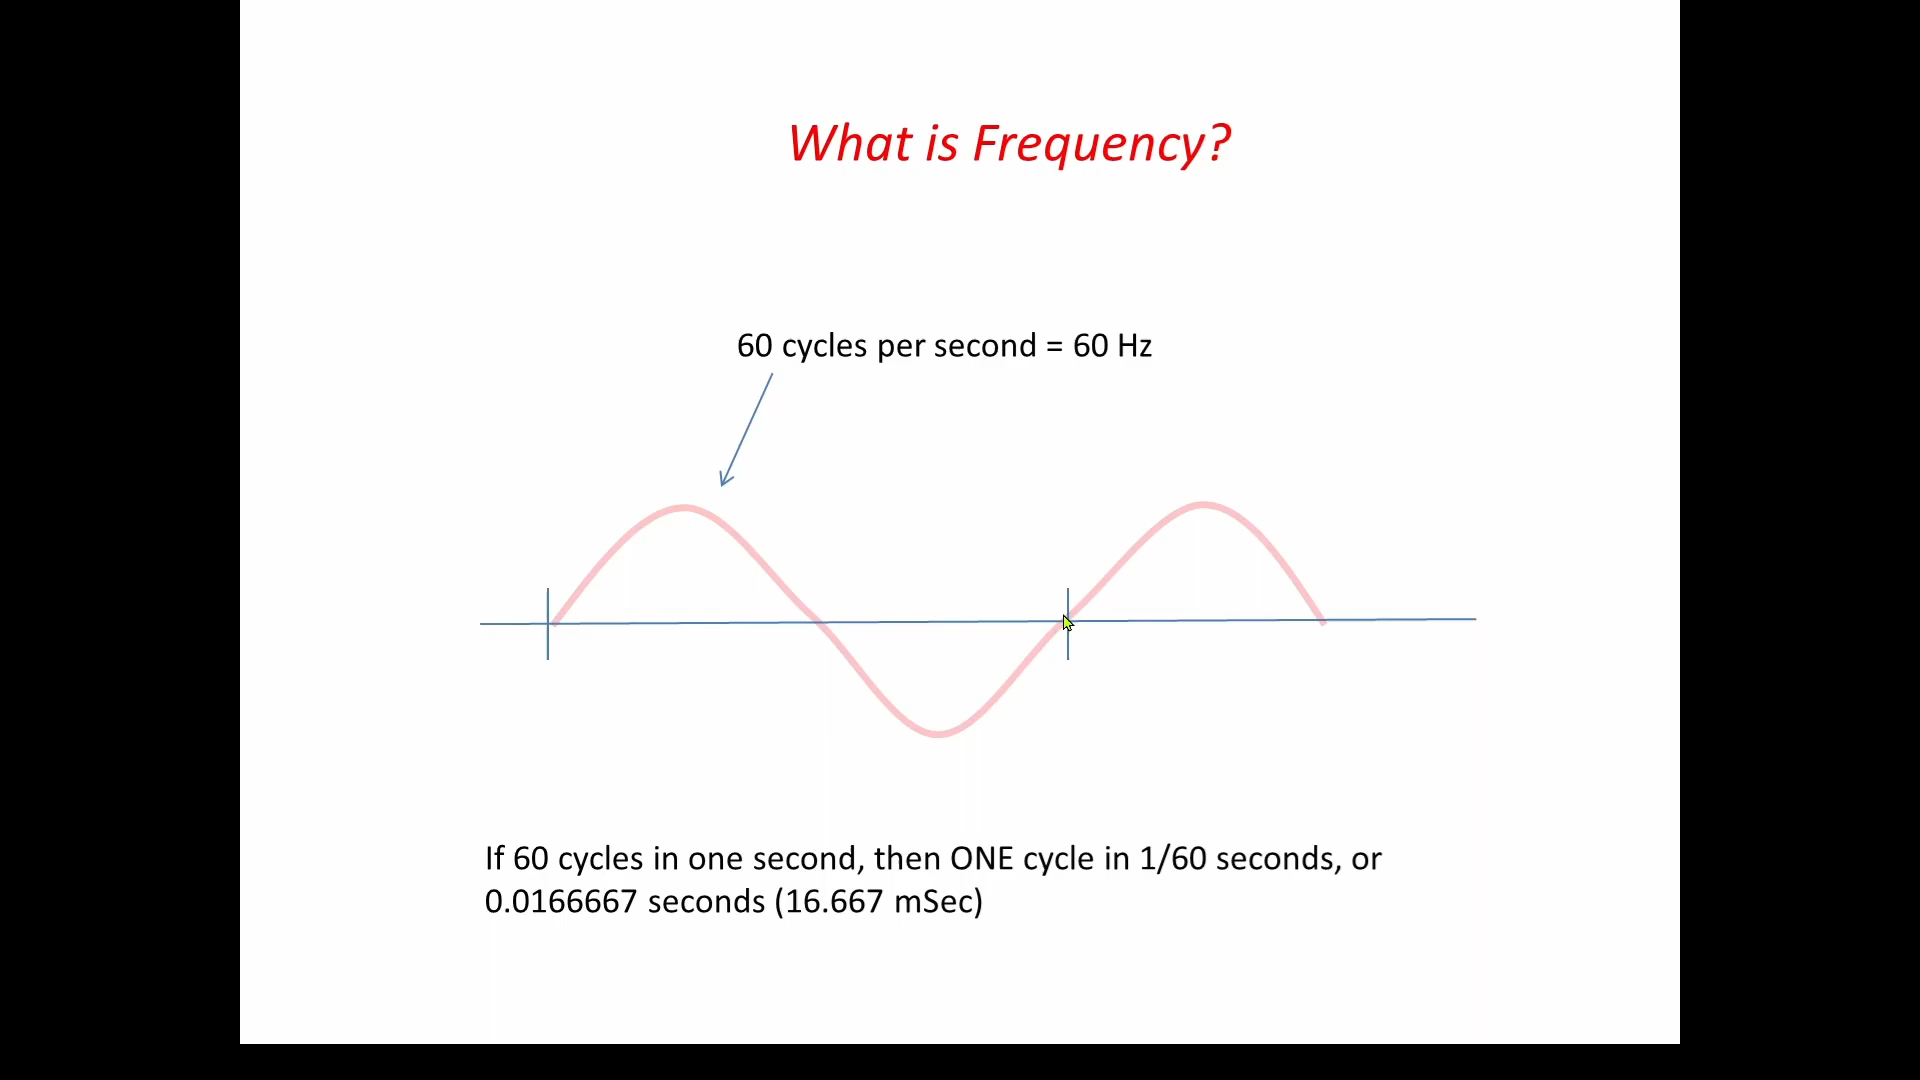 What is Frequency?
60 cycles per second = 60 Hz
If 60 cycles in one second, then ONE cycle in 1/60 seconds, or
0.0166667 seconds (16.667 mSec)